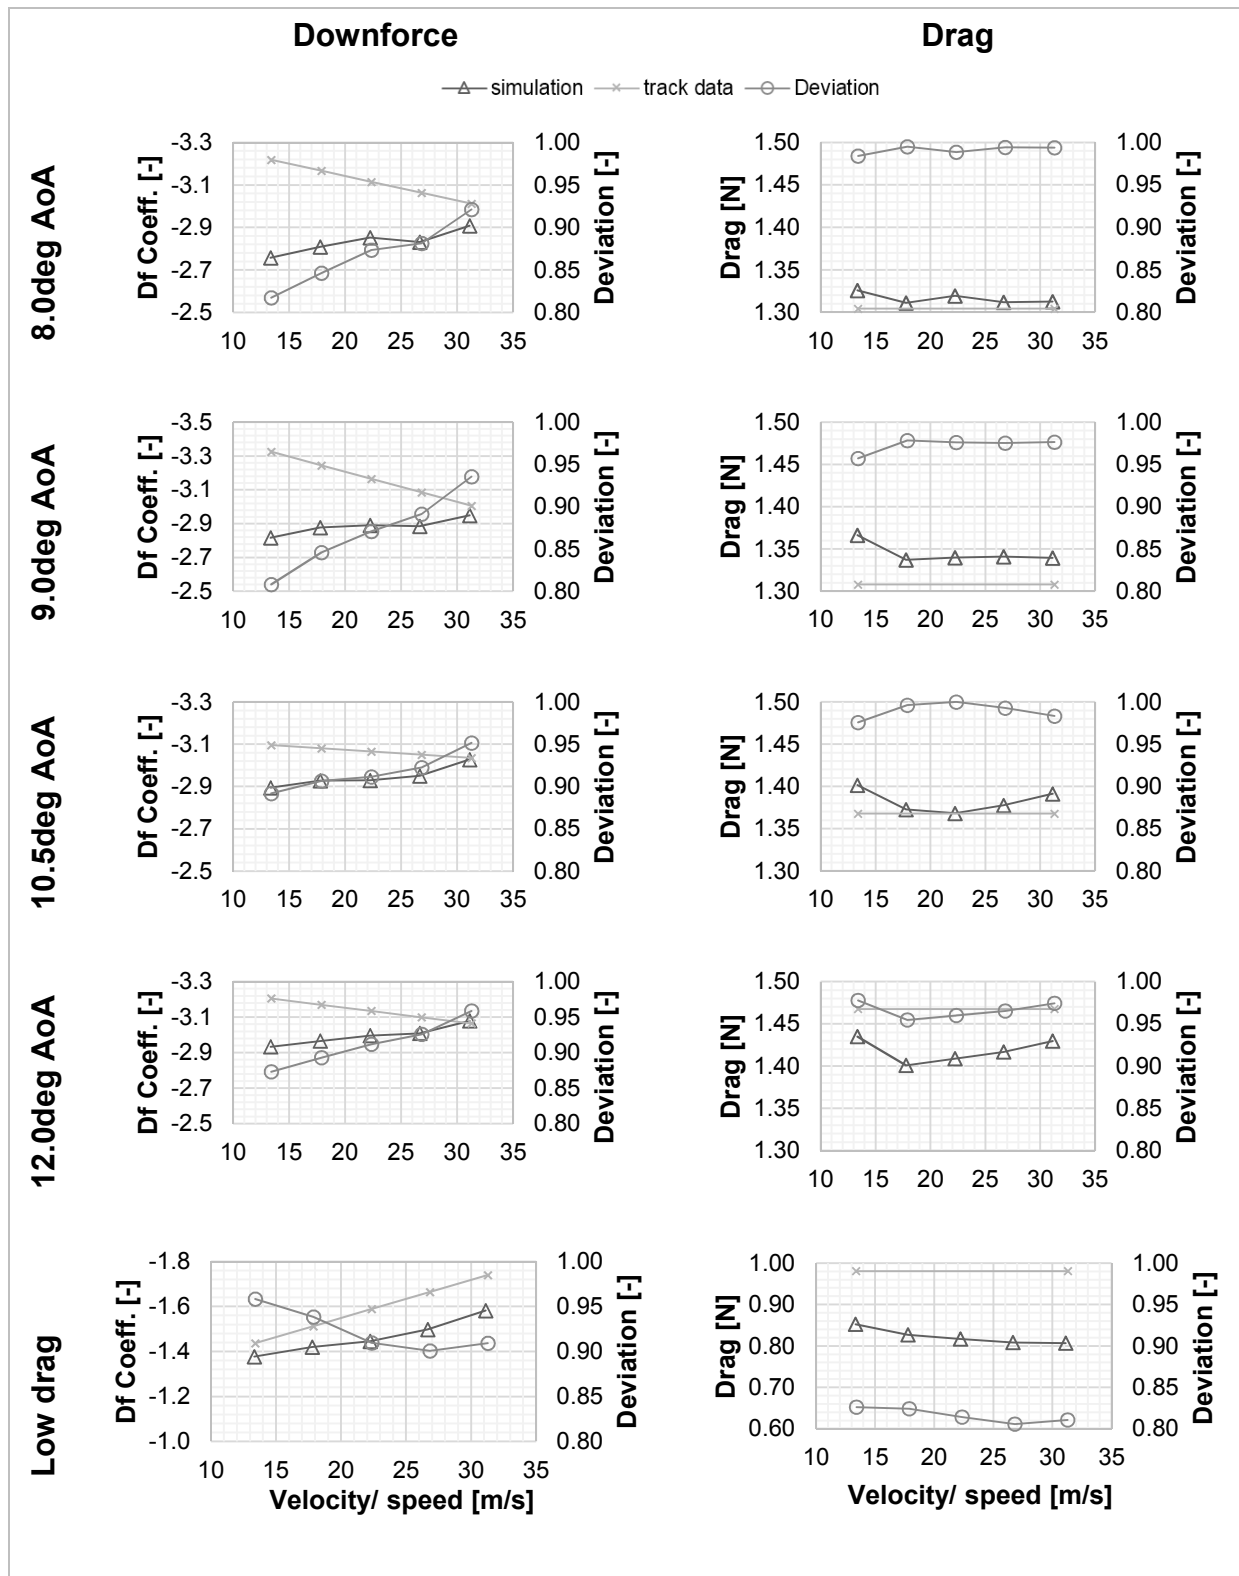 Downforce Drag
simulation track data Deviation
8.0deg AoA
Df Coeff. [-]
-3.3
-3.1
-2.9
-2.7
-2.5
1.00
0.95
0.90
0.85
0.80
Deviation [-]
10 15 20 25 30 35
Drag [N]
1.50
1.45
1.40
1.35
1.30
1.00
0.95
0.90
0.85
0.80
Deviation [-]
10 15 20 25 30 35
9.0deg AoA
Df Coeff. [-]
-3.5
-3.3
-3.1
-2.9
-2.7
-2.5
1.00
0.95
0.90
0.85
0.80
Deviation [-]
10 15 20 25 30 35
Drag [N]
1.50
1.45
1.40
1.35
1.30
1.00
0.95
0.90
0.85
0.80
Deviation [-]
10 15 20 25 30 35
10.5deg AoA
Df Coeff. [-]
-3.3
-3.1
-2.9
-2.7
-2.5
1.00
0.95
0.90
0.85
0.80
Deviation [-]
10 15 20 25 30 35
Drag [N]
1.50
1.45
1.40
1.35
1.30
1.00
0.95
0.90
0.85
0.80
Deviation [-]
10 15 20 25 30 35
12.0deg AoA
Df Coeff. [-]
-3.3
-3.1
-2.9
-2.7
-2.5
1.00
0.95
0.90
0.85
0.80
Deviation [-]
10 15 20 25 30 35
Drag [N]
1.50
1.45
1.40
1.35
1.30
1.00
0.95
0.90
0.85
0.80
Deviation [-]
10 15 20 25 30 35
Low drag
Df Coeff. [-]
-1.8
-1.6
-1.4
-1.2
-1.0
1.00
0.95
0.90
0.85
0.80
Deviation [-]
10 15 20 25 30 35
Velocity/ speed [m/s]
Drag [N]
1.00
0.90
0.80
0.70
0.60
1.00
0.95
0.90
0.85
0.80
Deviation [-]
10 15 20 25 30 35
Velocity/ speed [m/s]